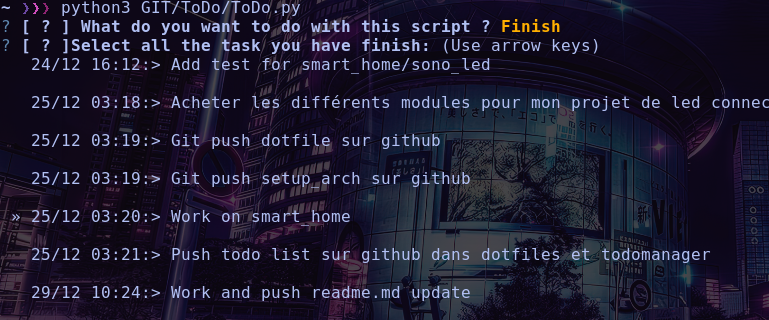 ~ ❯❯❯ python3 GIT/ToDo/ToDo.py
? [ ? ] What do you want to do with this script ? Finish
? [ ? ]Select all the task you have finish: (Use arrow keys)
24/12 16:12:> Add test for smart_home/sono_led
25/12 03:18:> Acheter les différents modules pour mon projet de led connec
25/12 03:19:> Git push dotfile sur github
25/12 03:19:> Git push setup_arch sur github
» 25/12 03:20:> Work on smart_home
25/12 03:21:> Push todo list sur github dans dotfiles et todomanager
29/12 10:24:> Work and push readme.md update